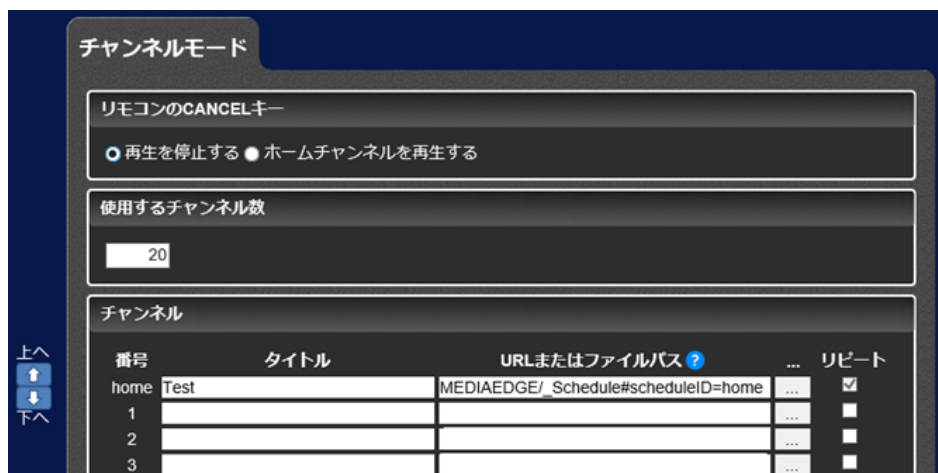 チャンネルモード
リモコンのCANCELキー
再生を停止する ホームチャンネルを再生する
使用するチャンネル数
20
チャンネル
上へ
下へ
番号 タイトル URLまたはファイルパス ? ... リピート
home Test MEDIAEDGE/_Schedule#scheduleID=home ...
1 ...
2 ...
3 ...